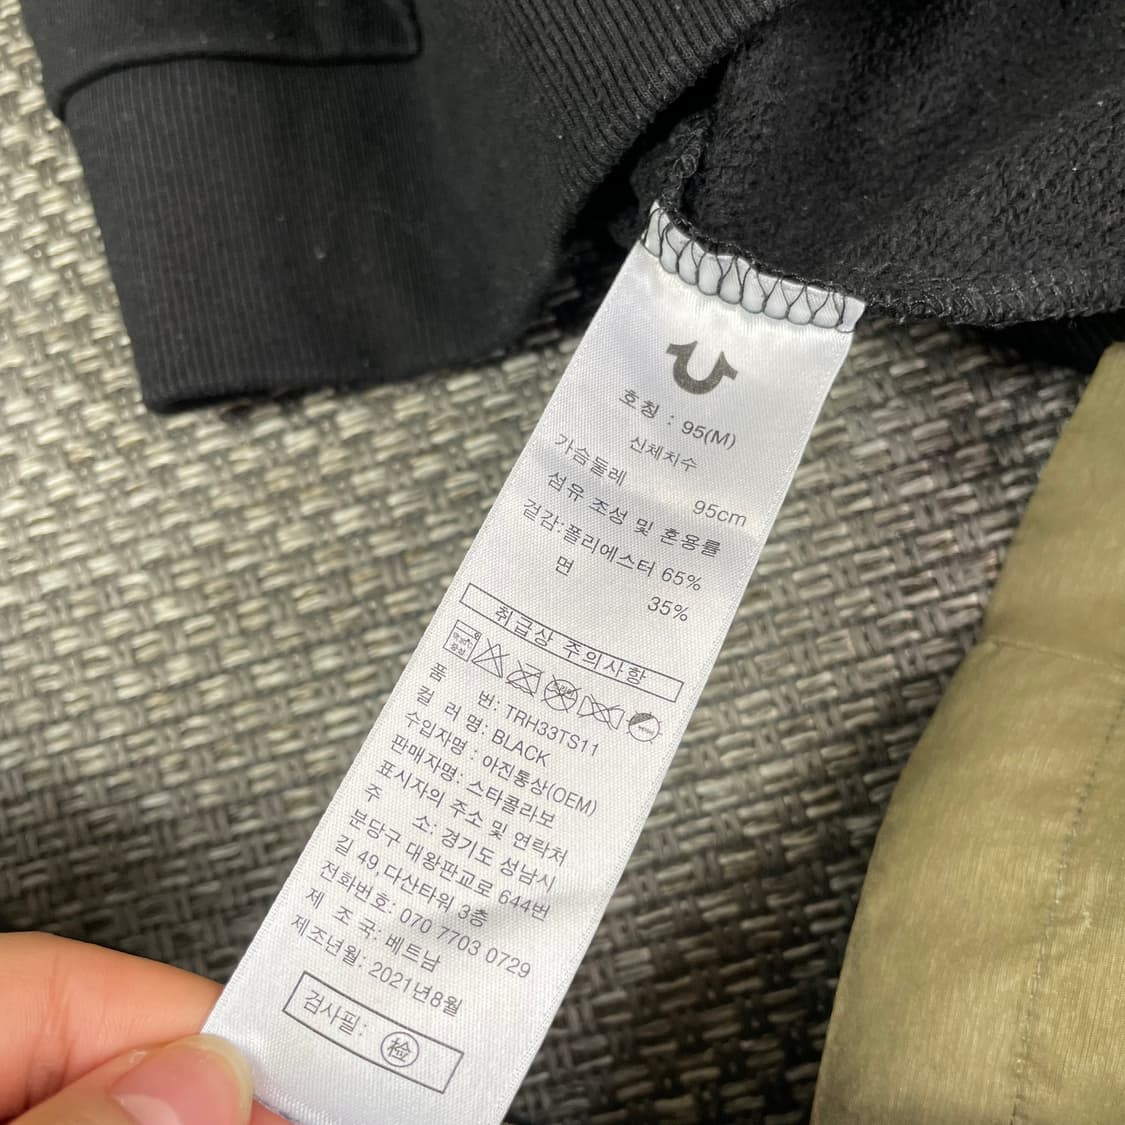 호칭 : 95(M)
신체치수
가슴둘레 95cm
섬유 조성 및 혼용률
겉감:폴리에스터 65%
면 35%
취급상 주의사항
품 번: TRH33TS11
컬 러 명: BLACK
수입자명 : 아진통상(OEM)
판매자명: 스타콜라보
표시자의 주소 및 연락처
주 소: 경기도 성남시
분당구 대왕판교로 644번
길 49,다산타워 3층
전화번호: 070 7703 0729
제 조 국: 베트남
제조년월: 2021년8월
검사필: 檢